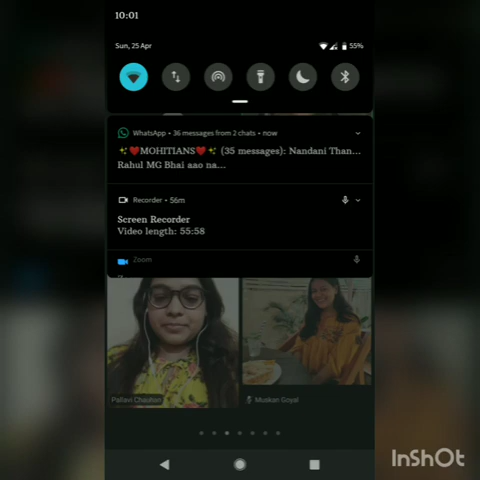 10:01
Sun, 25 Apr
55%
WhatsApp • 36 messages from 2 chats • now
✨❤️MOHITIANS❤️✨ (35 messages): Nandani Than...
Rahul MG Bhai aao na...
Recorder • 56m
Screen Recorder
Video length: 55:58
Zoom
Pallavi Chauhan
Muskan Goyal
InShOt